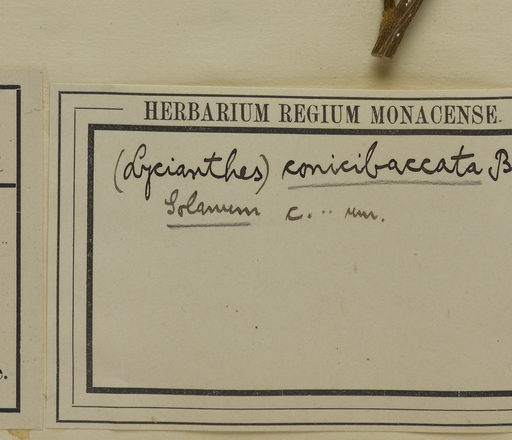 HERBARIUM REGIUM MONACENSE.
(Lycianthes) conicibaccata B
Solanum c... um.
e.